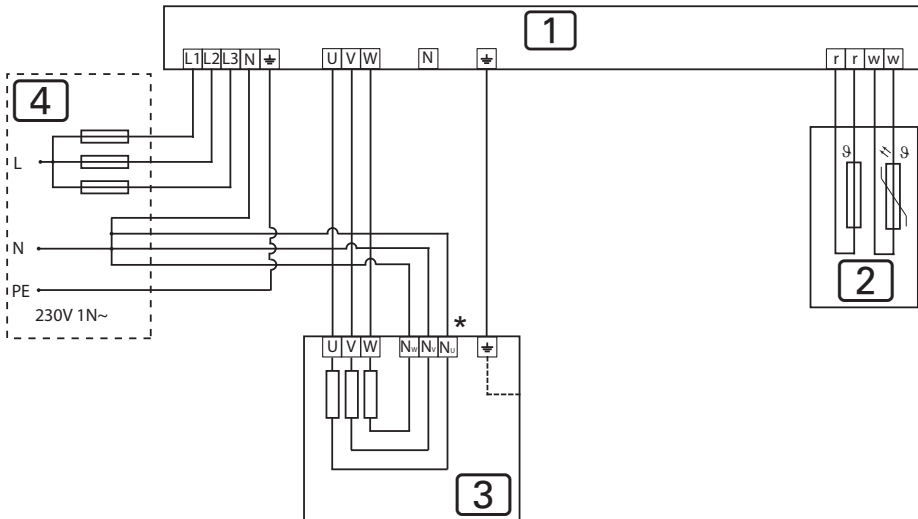 1
L1 L2 L3 N ⏚ U V W N ⏚ r r w w
4
L
ϑ ϑ
N
2
PE
230V 1N~
*
U V W Nw Nv Nu ⏚
3